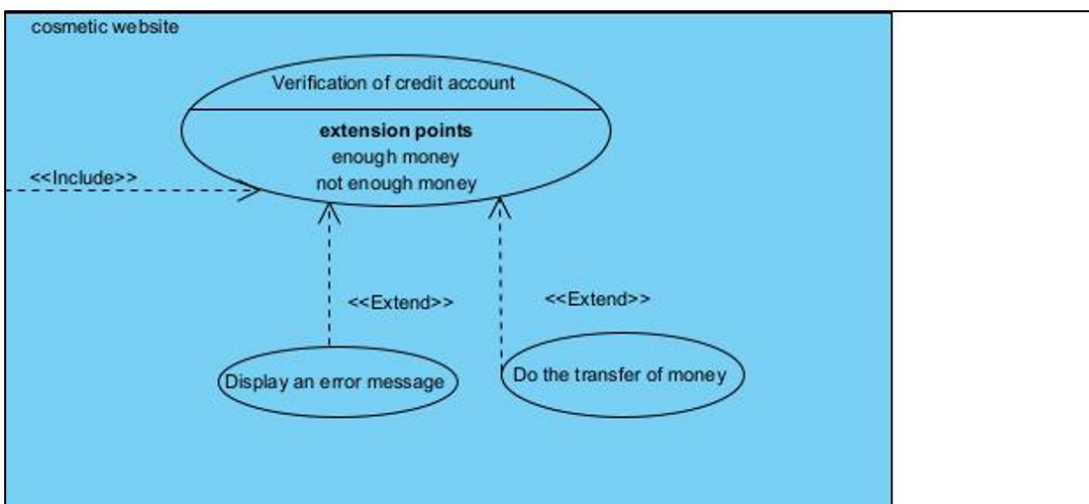 cosmetic website
Verification of credit account
extension points
enough money
not enough money
<<Include>>
<<Extend>>
<<Extend>>
Display an error message
Do the transfer of money